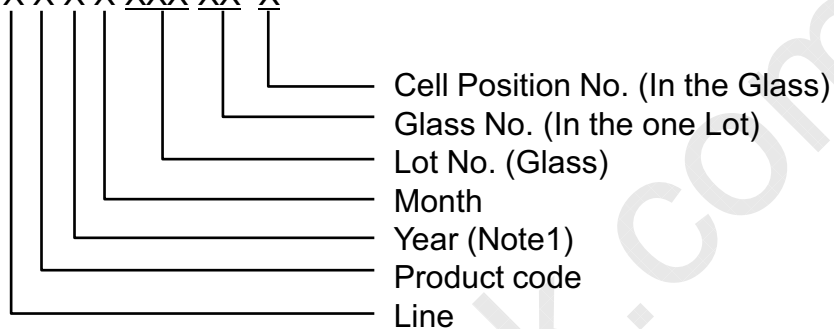 X X X X XXX XX X
Cell Position No. (In the Glass)
Glass No. (In the one Lot)
Lot No. (Glass)
Month
Year (Note1)
Product code
Line